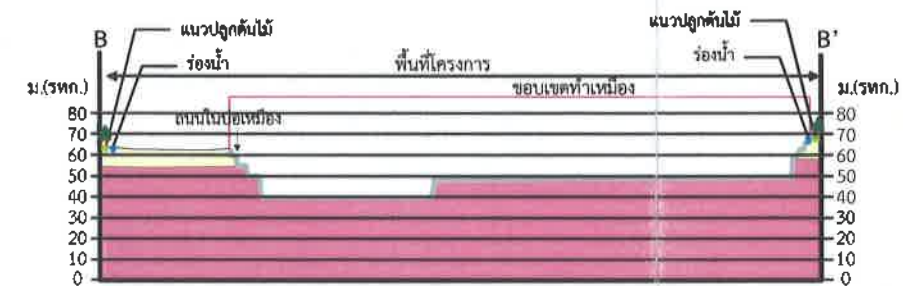 แนวปลูกต้นไม้
แนวปลูกต้นไม้
B
B'
ร่องน้ำ
ร่องน้ำ
พื้นที่โครงการ
ม.(รทก.)
ขอบเขตทำเหมือง
ม.(รทก.)
80
80
ถนนในบ่อเหมือง
70
70
60
60
50
50
40
40
30
30
20
20
10
10
0
0